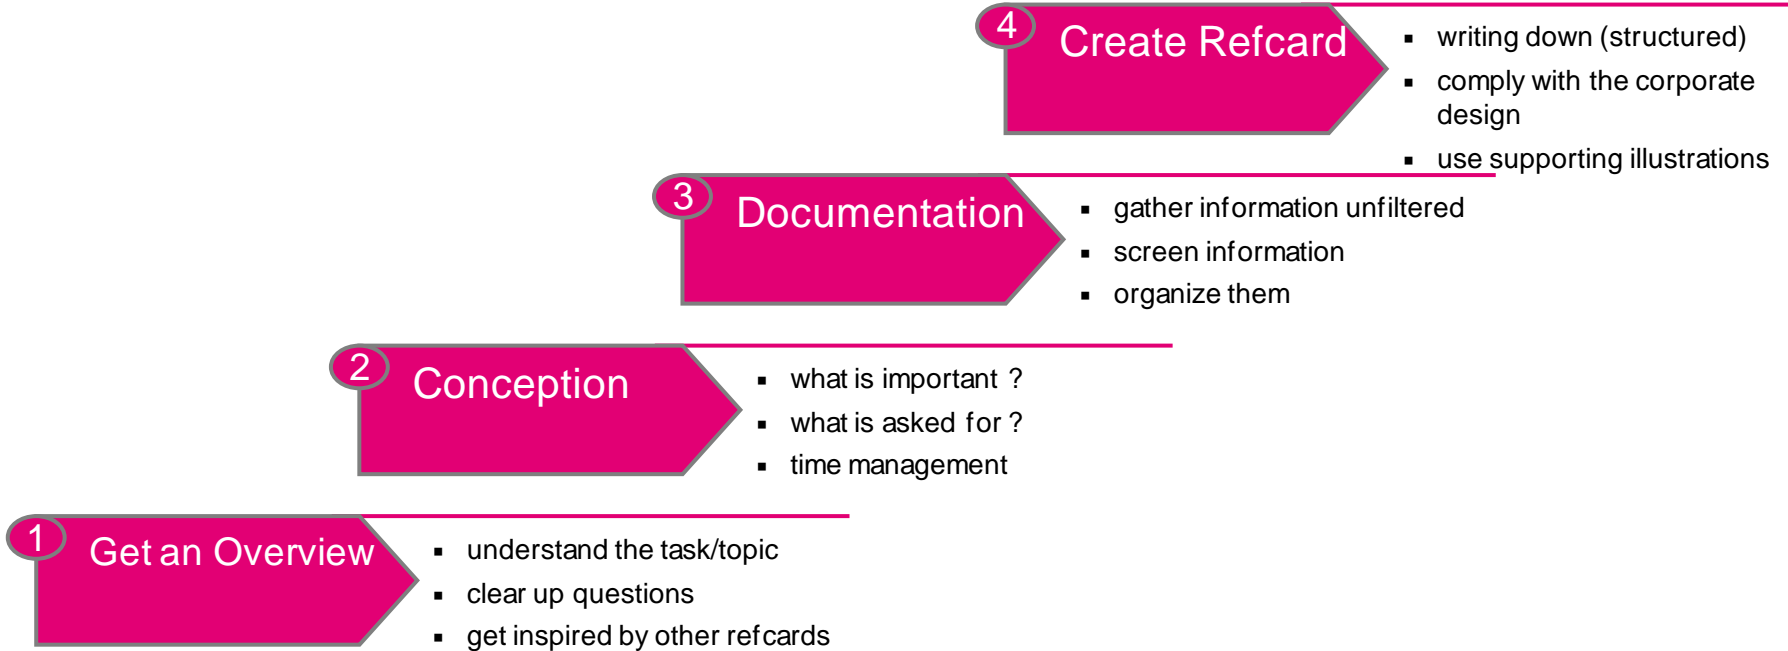 4
Create Refcard
▪ writing down (structured)
▪ comply with the corporate
design
▪ use supporting illustrations
3
Documentation
▪ gather information unfiltered
▪ screen information
▪ organize them
2
Conception
▪ what is important ?
▪ what is asked for ?
▪ time management
1
Get an Overview
▪ understand the task/topic
▪ clear up questions
▪ get inspired by other refcards